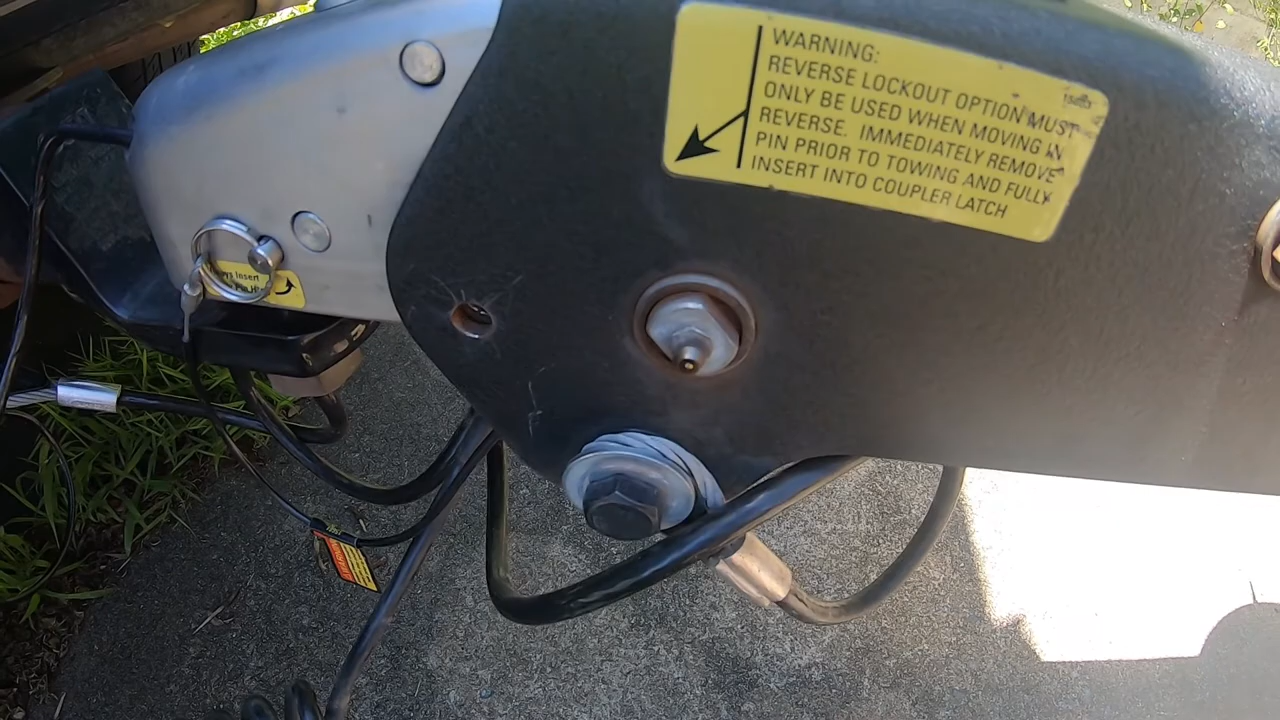 WARNING:
REVERSE LOCKOUT OPTION MUST
ONLY BE USED WHEN MOVING IN
REVERSE. IMMEDIATELY REMOVE
PIN PRIOR TO TOWING AND FULLY
INSERT INTO COUPLER LATCH
Insert